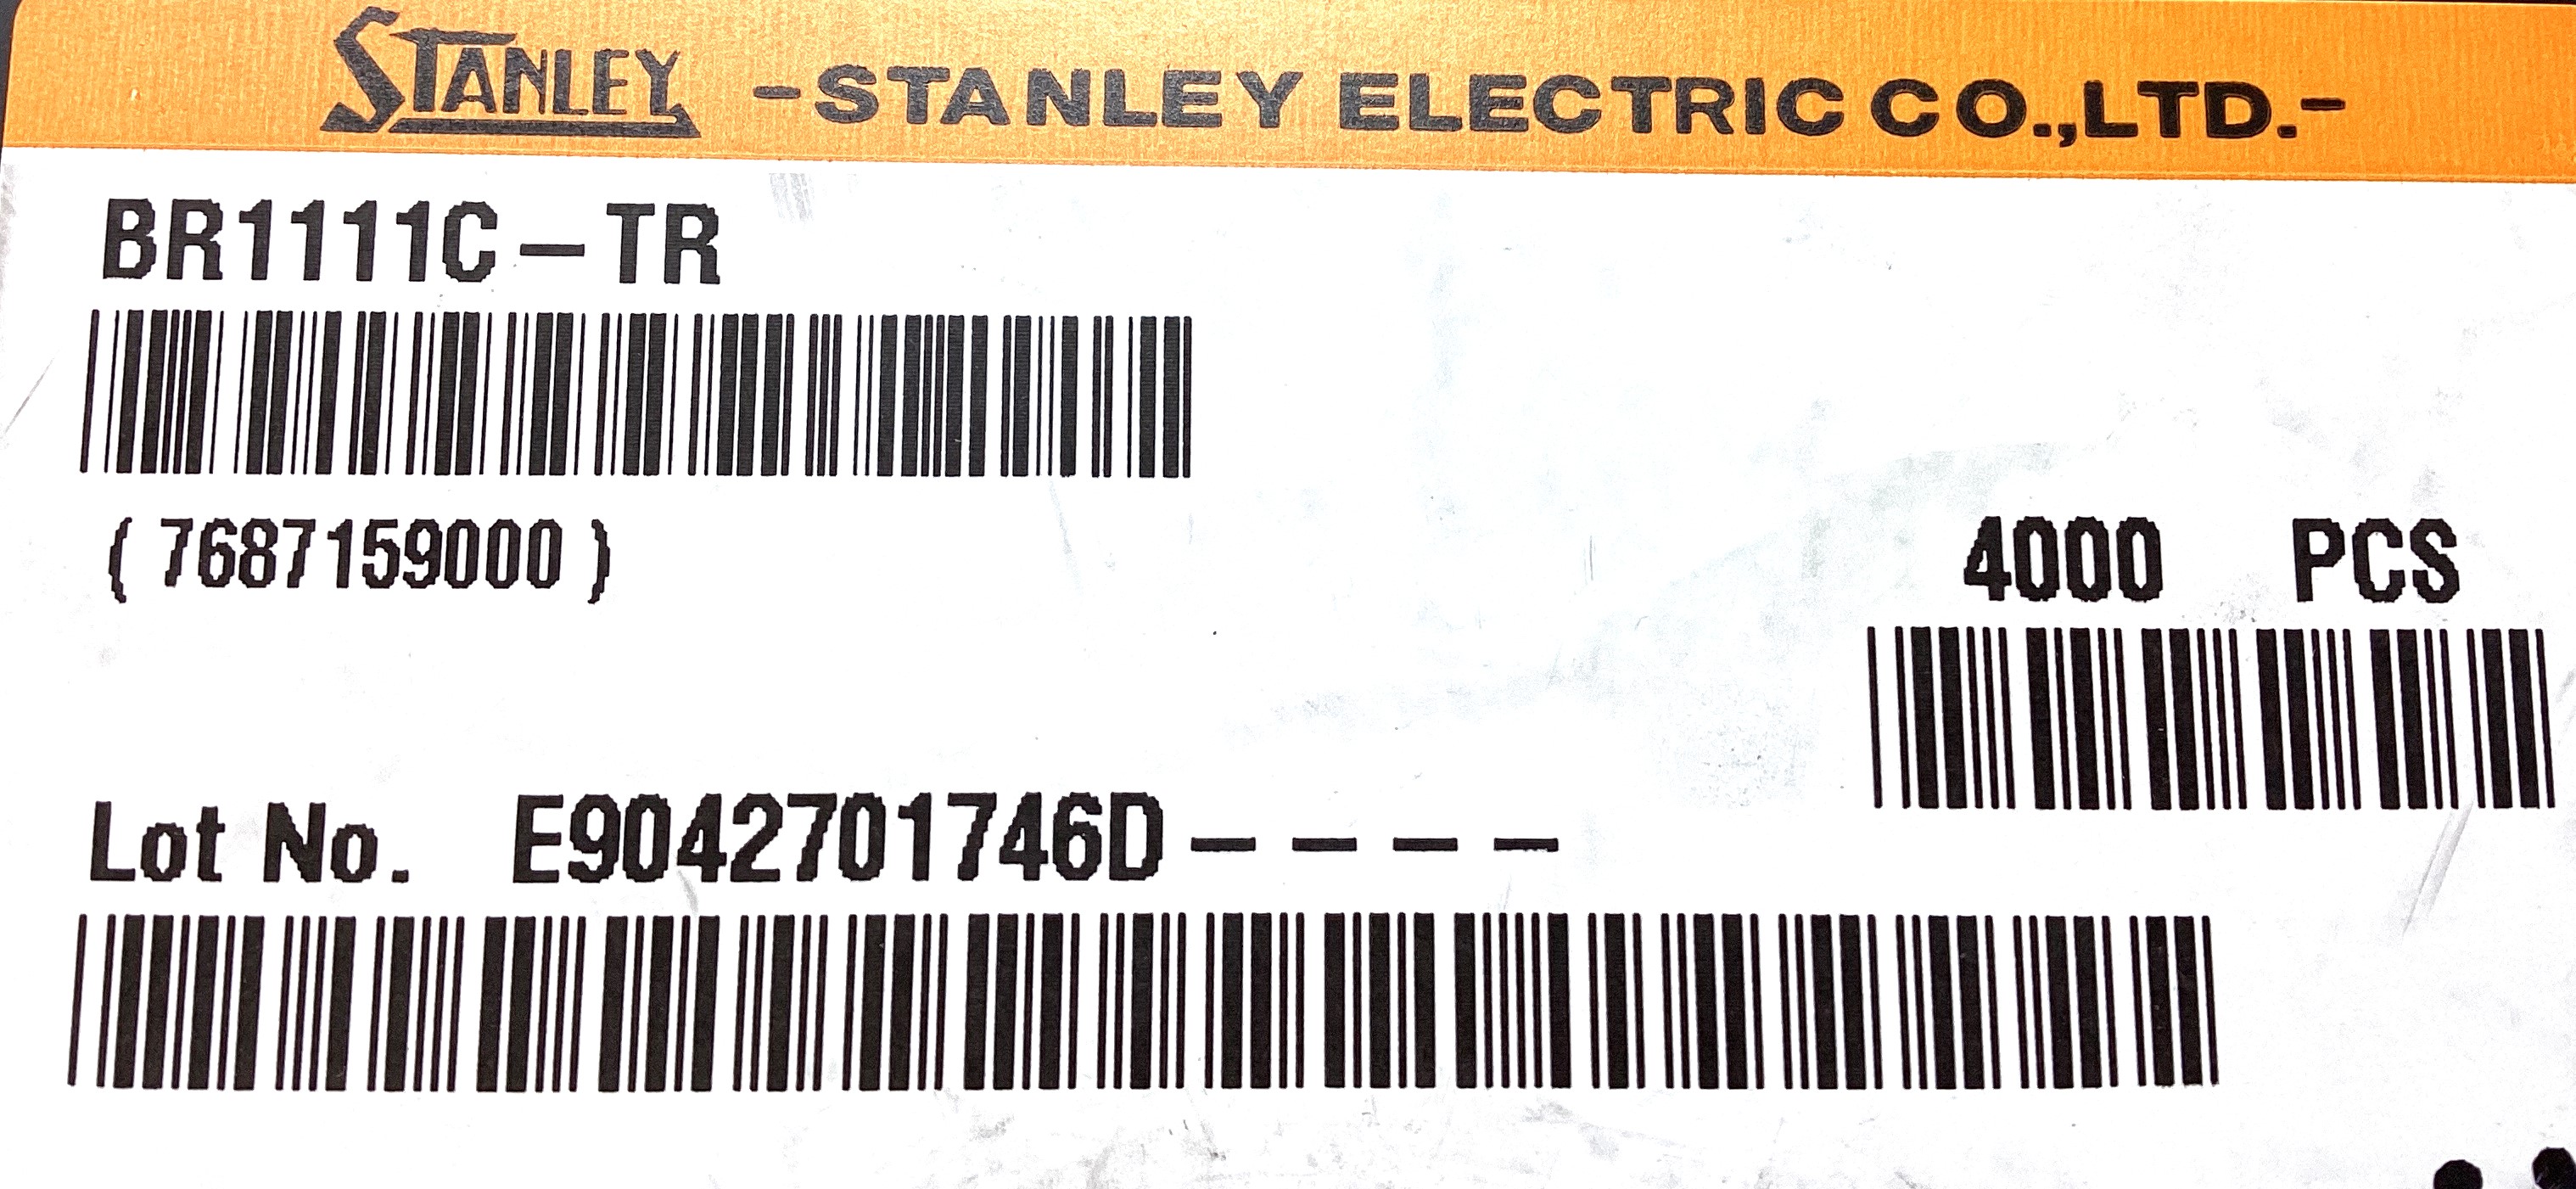 STANLEY -STANLEY ELECTRIC CO.,LTD.-
BR1111C-TR
(7687159000)
4000 PCS
Lot No. E9042701746D----